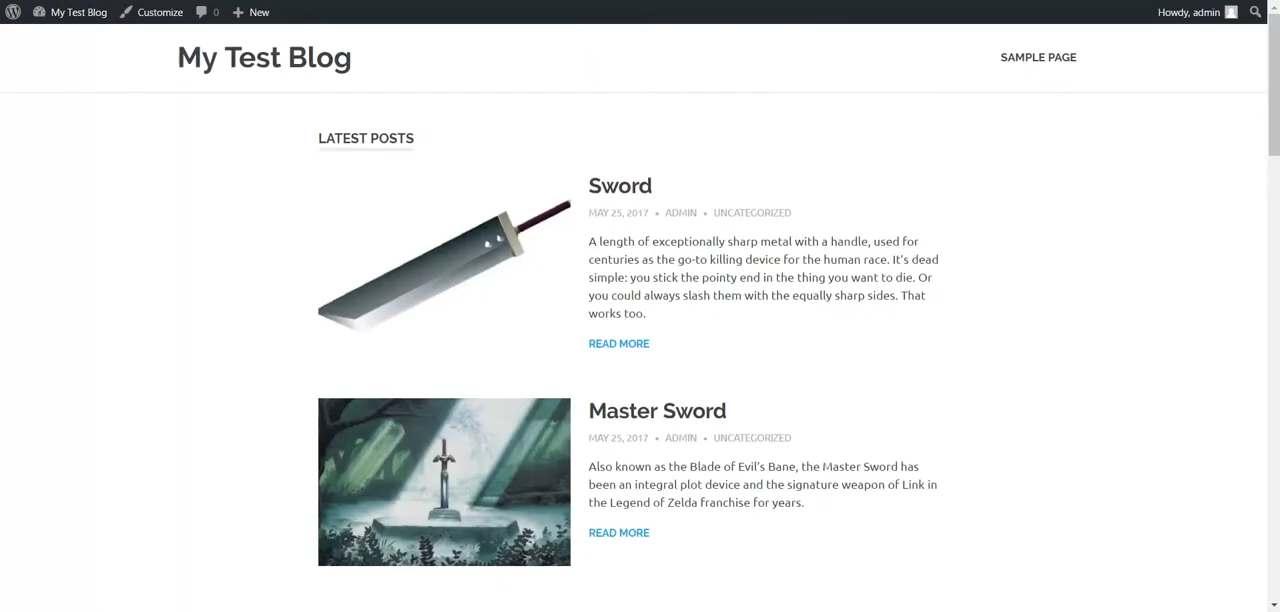 My Test Blog Customize 0 New Howdy, admin
My Test Blog
SAMPLE PAGE
LATEST POSTS
Sword
MAY 25, 2017 • ADMIN • UNCATEGORIZED
A length of exceptionally sharp metal with a handle, used for
centuries as the go-to killing device for the human race. It's dead
simple: you stick the pointy end in the thing you want to die. Or
you could always slash them with the equally sharp sides. That
works too.
READ MORE
Master Sword
MAY 25, 2017 • ADMIN • UNCATEGORIZED
Also known as the Blade of Evil's Bane, the Master Sword has
been an integral plot device and the signature weapon of Link in
the Legend of Zelda franchise for years.
READ MORE